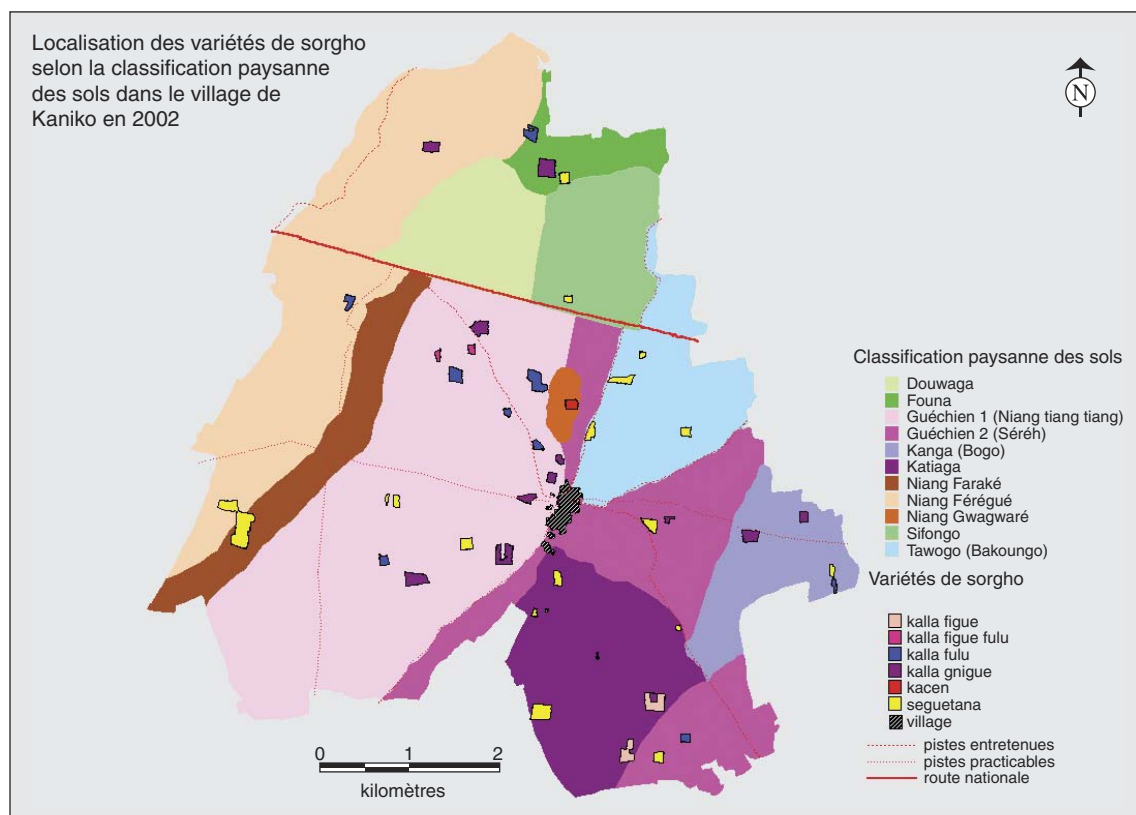 Localisation des variétés de sorgho
selon la classification paysanne
des sols dans le village de
Kaniko en 2002
N
Classification paysanne des sols
Douwaga
Founa
Guéchien 1 (Niang tiang tiang)
Guéchien 2 (Séréh)
Kanga (Bogo)
Katiaga
Niang Faraké
Niang Férégué
Niang Gwagwaré
Sifongo
Tawogo (Bakoungo)
Variétés de sorgho
kalla figue
kalla figue fulu
kalla fulu
kalla gnigue
kacen
seguetana
village
pistes entretenues
pistes practicables
route nationale
0 1 2
kilomètres